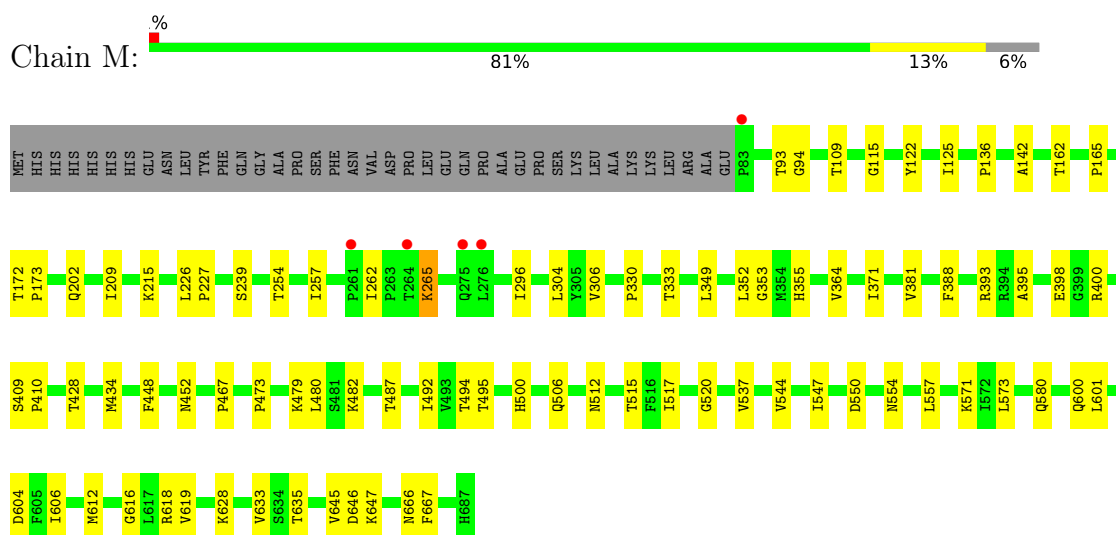 .%
Chain M:
81% 13% 6%
MET HIS HIS HIS HIS HIS HIS GLU ASN LEU TYR PHE GLN GLY ALA PRO SER PHE ASN VAL ASP PRO LEU GLU GLN PRO ALA GLU PRO SER LYS LEU ALA LYS LYS LEU ARG ALA GLU P83 T93 G94 T109 G115 Y122 I125 P136 A142 T162 P165
T172 P173 Q202 I209 K215 L226 P227 S239 T254 I257 P261 I262 P263 T264 K265 Q275 L276 I296 L304 Y305 V306 P330 T333 L349 L352 G353 M354 H355 V364 I371 V381 F388 R393 R394 A395 E398 G399 R400
S409 P410 T428 M434 F448 N452 P467 P473 K479 L480 S481 K482 T487 I492 V493 T494 T495 H500 Q506 N512 T515 F516 I517 G520 V537 V544 I547 D550 N554 L557 K571 I572 L573 Q580 Q600 L601
D604 F605 I606 M612 G616 L617 R618 V619 K628 V633 S634 T635 V645 D646 K647 N666 F667 H687